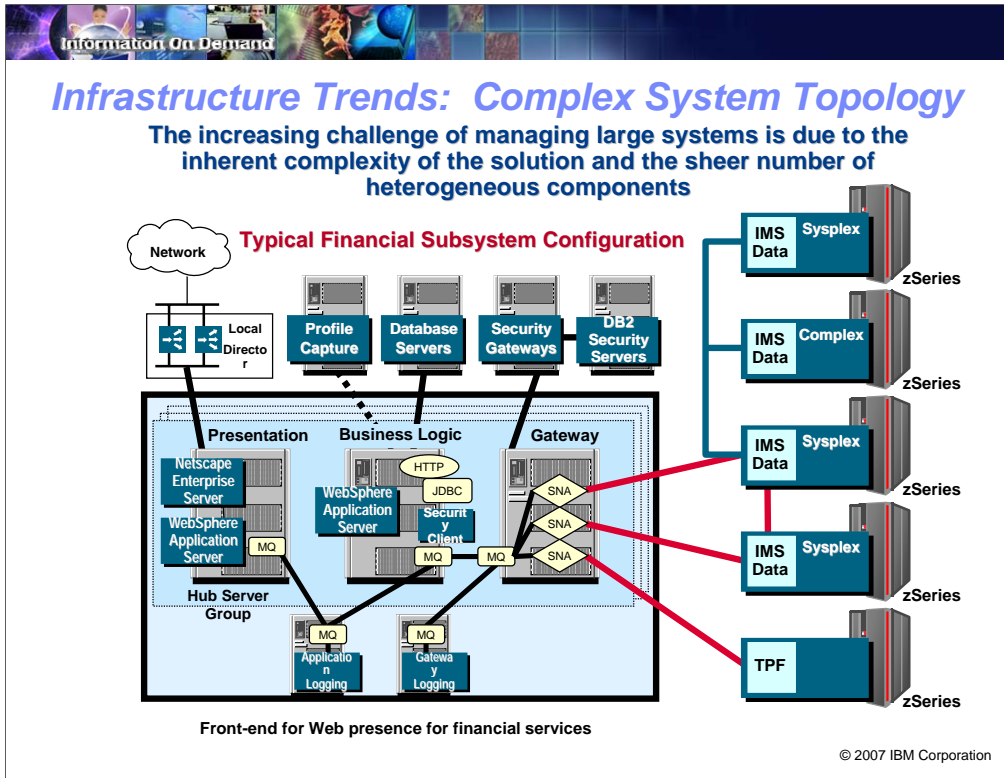 Information On Demand
Infrastructure Trends: Complex System Topology
The increasing challenge of managing large systems is due to the
inherent complexity of the solution and the sheer number of
heterogeneous components
Typical Financial Subsystem Configuration
Network
Local
Directo
r
Profile
Capture
Database
Servers
Security
Gateways
DB2
Security
Servers
IMS
Data
Sysplex
zSeries
IMS
Data
Complex
zSeries
IMS
Data
Sysplex
zSeries
IMS
Data
Sysplex
zSeries
TPF
zSeries
Presentation
Business Logic
Gateway
Netscape
Enterprise
Server
WebSphere
Application
Server
MQ
HTTP
JDBC
WebSphere
Application
Server
Securit
y
Client
MQ
MQ
SNA
SNA
SNA
Hub Server
Group
MQ
Applicatio
n
Logging
MQ
Gatewa
y
Logging
Front-end for Web presence for financial services
© 2007 IBM Corporation